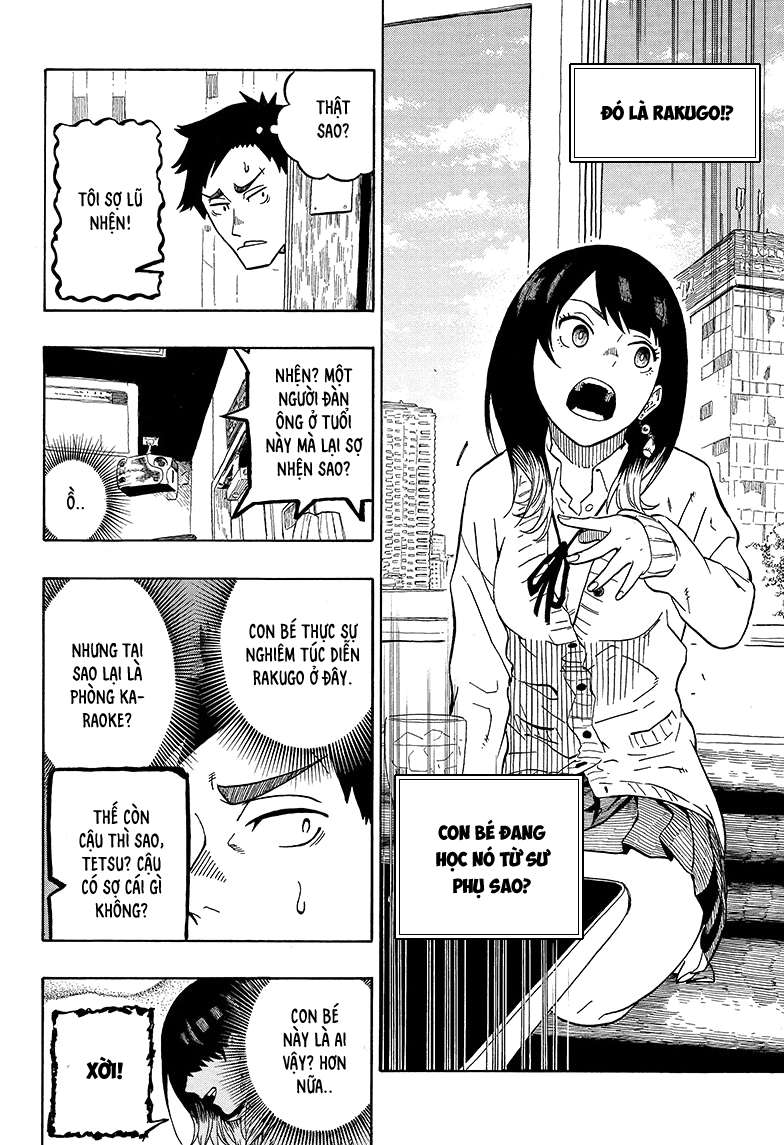 ĐÓ LÀ RAKUGO!?
CON BÉ ĐANG
HỌC NÓ TỪ SƯ
PHỤ SAO?
THẬT
SAO?
TÔI SỢ LŨ
NHỆN!
NHỆN? MỘT
NGƯỜI ĐÀN
ÔNG Ở TUỔI
NÀY MÀ LẠI SỢ
NHỆN SAO?
Ồ..
CON BÉ THỰC SỰ
NGHIÊM TÚC DIỄN
RAKUGO Ở ĐÂY.
NHƯNG TẠI
SAO LẠI LÀ
PHÒNG KA-
RAOKE?
THẾ CÒN
CẬU THÌ SAO,
TETSU? CẬU
CÓ SỢ CÁI GÌ
KHÔNG?
CON BÉ
NÀY LÀ AI
VẬY? HƠN
NỮA..
XỜI!